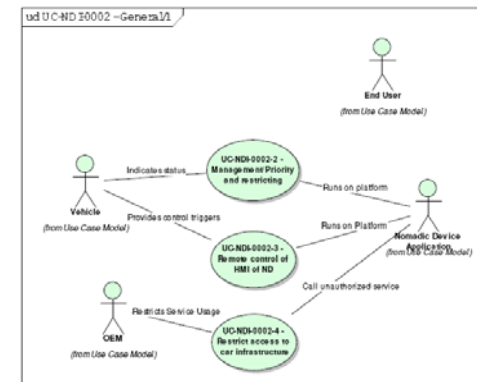 ud UC-NDI-0002 - General/1
End User
(from Use Case Model)
UC-NDI-0002-2 -
Management Priority
and restricting
Indicates status
Runs on platform
Vehicle
(from Use Case Model)
Provides control triggers
Runs on Platform
Nomadic Device
Application
(from Use Case Model)
UC-NDI-0002-3 -
Remote control of
HMI of ND
Call unauthorized service
Restricts Service Usage
OEM
(from Use Case Model)
UC-NDI-0002-4 -
Restrict access to
car infrastructure